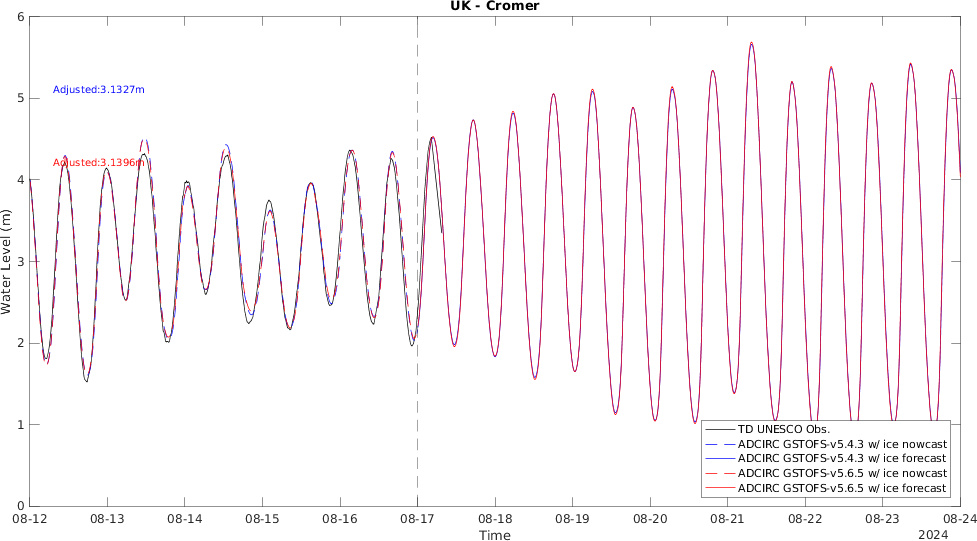 UK - Cromer
6
5
4
3
2
1
0
Water Level (m)
Adjusted:3.1327m
Adjusted:3.1396m
TD UNESCO Obs.
ADCIRC GSTOFS-v5.4.3 w/ ice nowcast
ADCIRC GSTOFS-v5.4.3 w/ ice forecast
ADCIRC GSTOFS-v5.6.5 w/ ice nowcast
ADCIRC GSTOFS-v5.6.5 w/ ice forecast
08-12 08-13 08-14 08-15 08-16 08-17 08-18 08-19 08-20 08-21 08-22 08-23 08-24
Time
2024